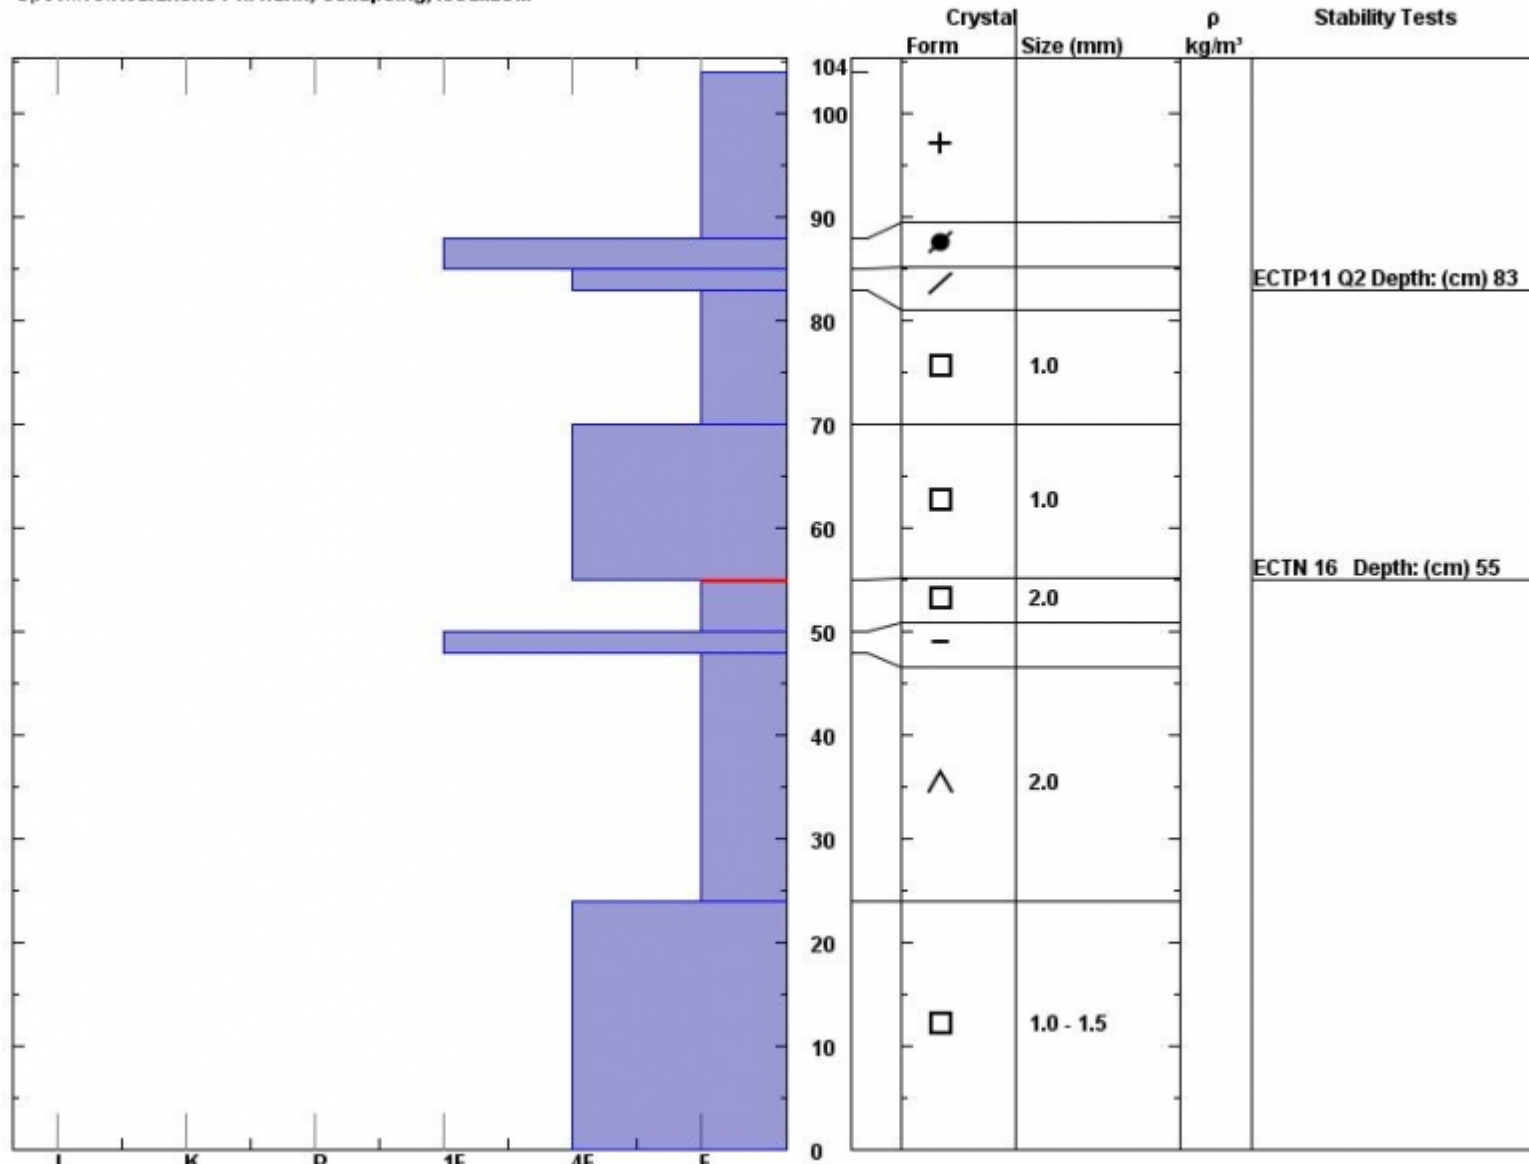 Crystal ρ Stability Tests
Form Size (mm) kg/m³
104
100
90
ECTP11 Q2 Depth: (cm) 83
80
1.0
70
1.0
60
ECTN 16 Depth: (cm) 55
2.0
50
40
2.0
30
20
1.0 - 1.5
10
0
I K P 1F 4F F